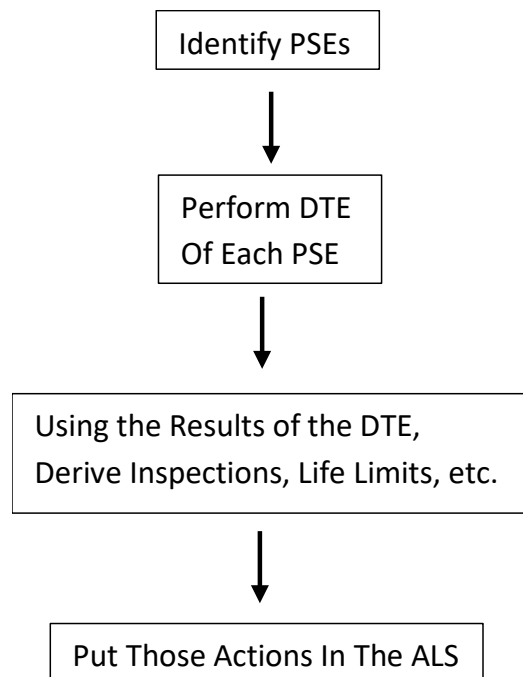 Identify PSEs
Perform DTE
Of Each PSE
Using the Results of the DTE,
Derive Inspections, Life Limits, etc.
Put Those Actions In The ALS